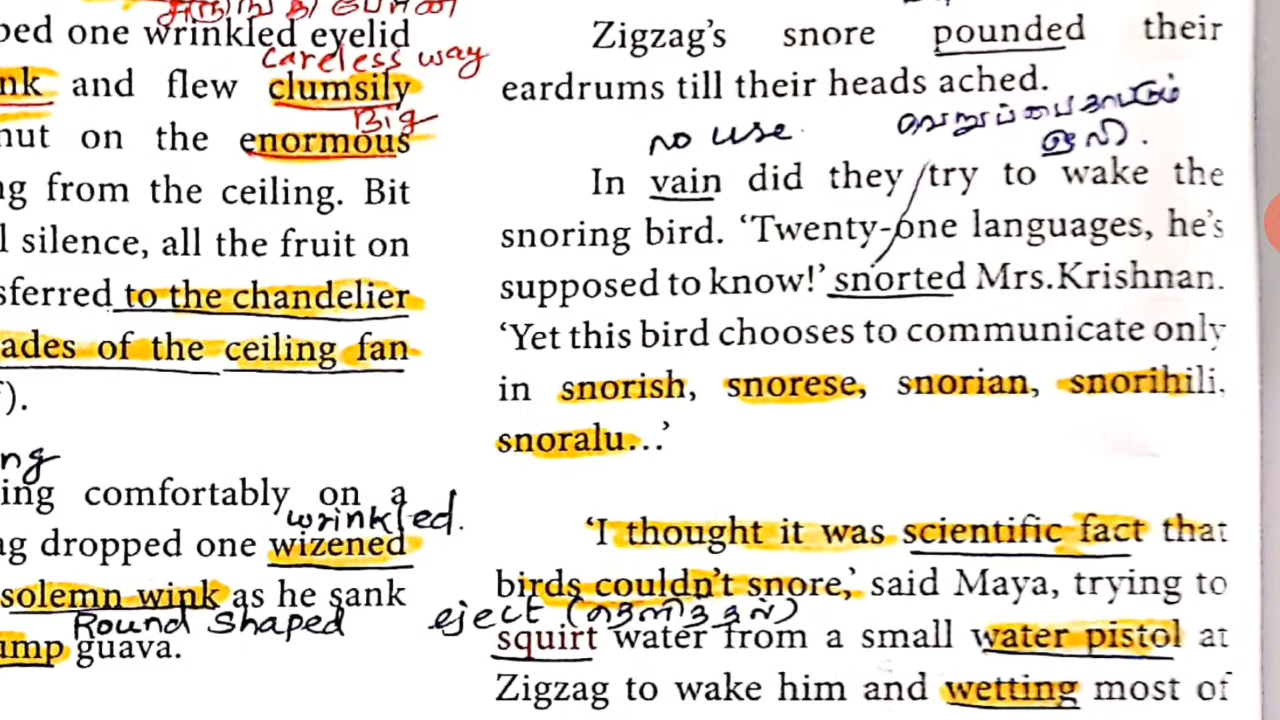 ped one wrinkled eyelid
careless way
nk and flew clumsily
Big
nut on the enormous
ng from the ceiling. Bit
l silence, all the fruit on
sferred to the chandelier
ades of the ceiling fan
).
ng
ing comfortably on a
wrinkled.
ag dropped one wizened
solemn wink as he sank
Round shaped
ump guava.
Zigzag's snore pounded their
eardrums till their heads ached.
no use. வெறுப்பைகாட்டும்
ஒலி.
In vain did they try to wake the
snoring bird. 'Twenty-one languages, he's
supposed to know!' snorted Mrs.Krishnan.
'Yet this bird chooses to communicate only
in snorish, snorese, snorian, snorihili,
snoralu...'
'I thought it was scientific fact that
birds couldn't snore,' said Maya, trying to
eject (தெளித்தல்)
squirt water from a small water pistol at
Zigzag to wake him and wetting most of